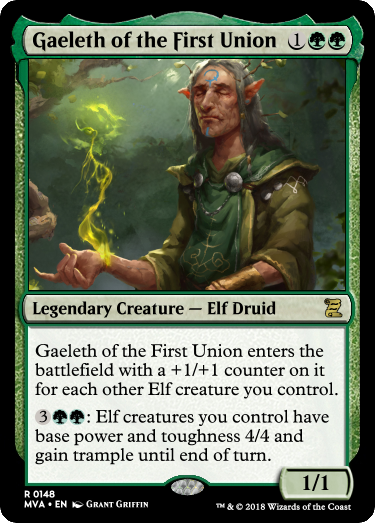 Gaeleth of the First Union 1
Legendary Creature — Elf Druid
Gaeleth of the First Union enters the
battlefield with a +1/+1 counter on it
for each other Elf creature you control.
3: Elf creatures you control have
base power and toughness 4/4 and
gain trample until end of turn.
1/1
R 0148
MVA • EN Grant Griffin
™ & © 2018 Wizards of the Coast